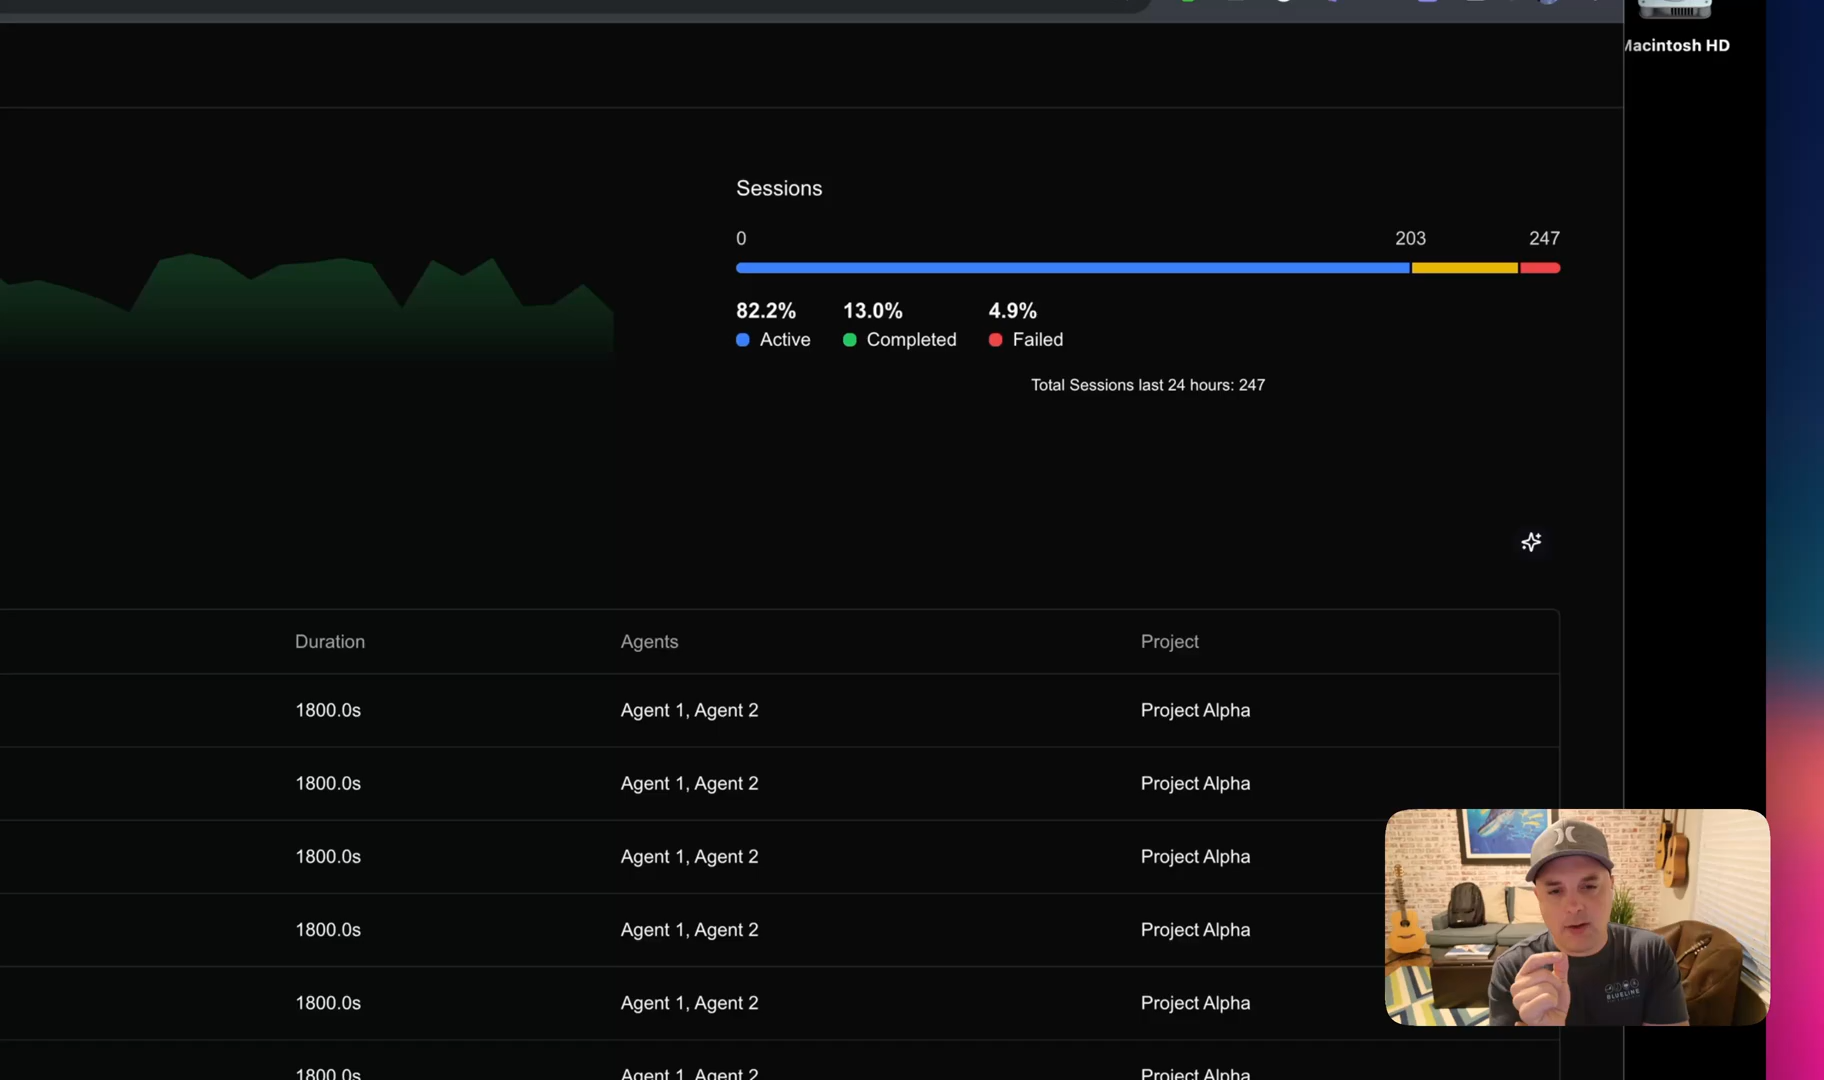 Macintosh HD
Sessions
0 203 247
82.2% 13.0% 4.9%
Active Completed Failed
Total Sessions last 24 hours: 247
Duration Agents Project
1800.0s Agent 1, Agent 2 Project Alpha
1800.0s Agent 1, Agent 2 Project Alpha
1800.0s Agent 1, Agent 2 Project Alpha
1800.0s Agent 1, Agent 2 Project Alpha
1800.0s Agent 1, Agent 2 Project Alpha
1800.0s Agent 1, Agent 2 Project Alpha
BLUELINE